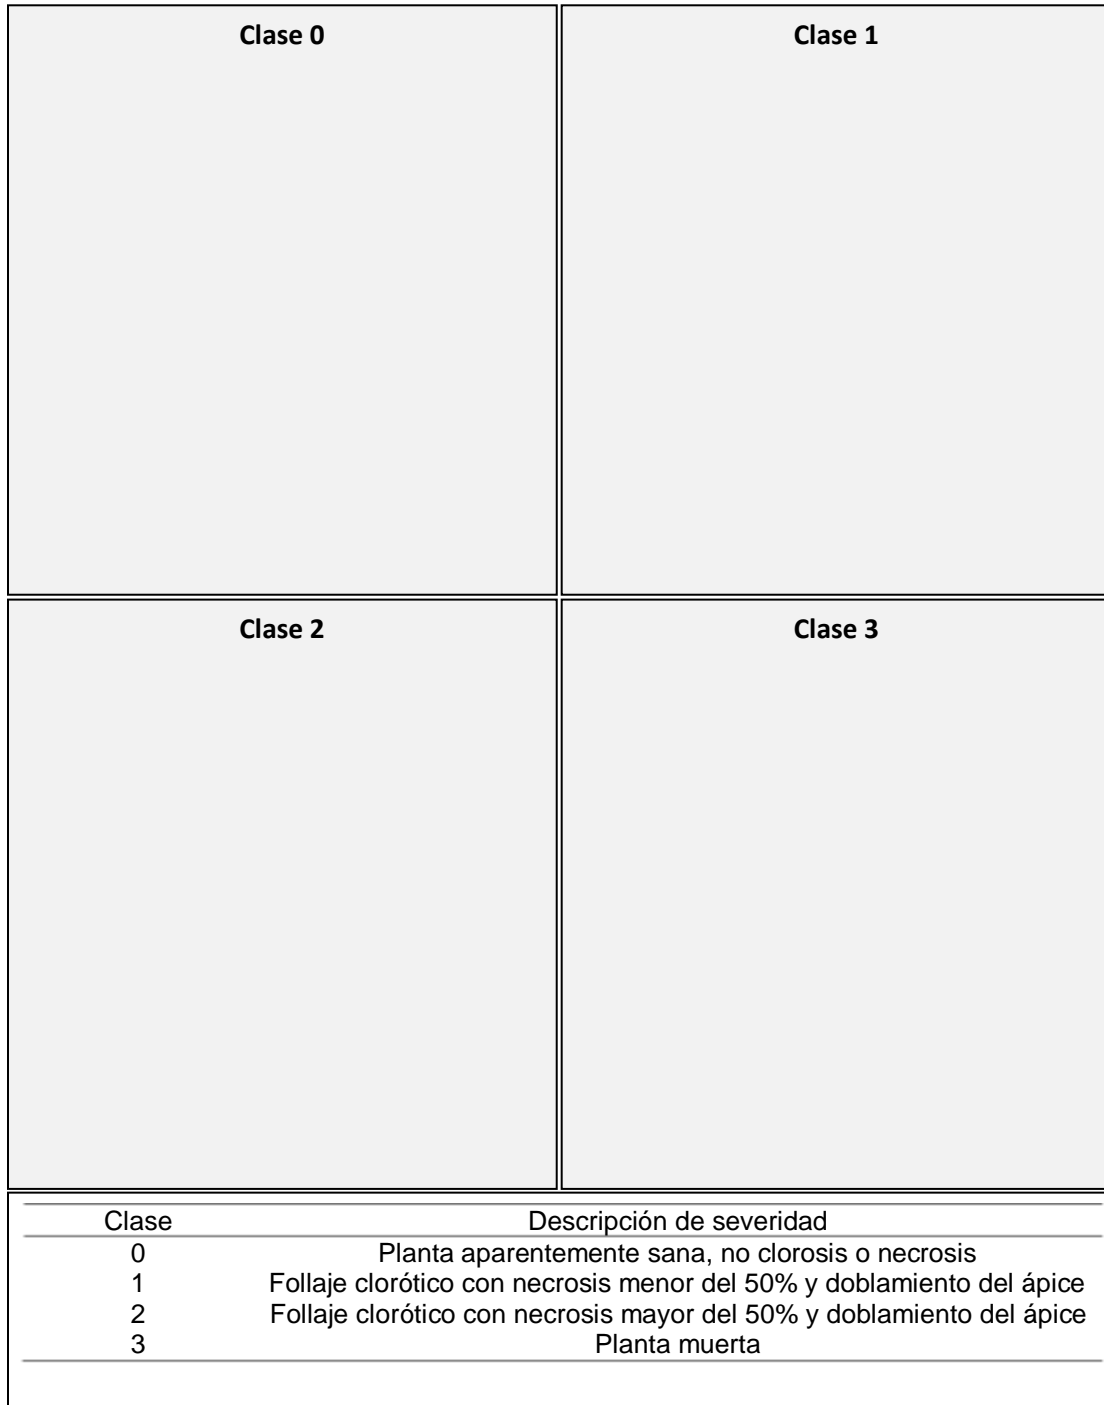 Clase 0
Clase 1
Clase 2
Clase 3
Clase Descripción de severidad
0 Planta aparentemente sana, no clorosis o necrosis
1 Follaje clorótico con necrosis menor del 50% y doblamiento del ápice
2 Follaje clorótico con necrosis mayor del 50% y doblamiento del ápice
3 Planta muerta